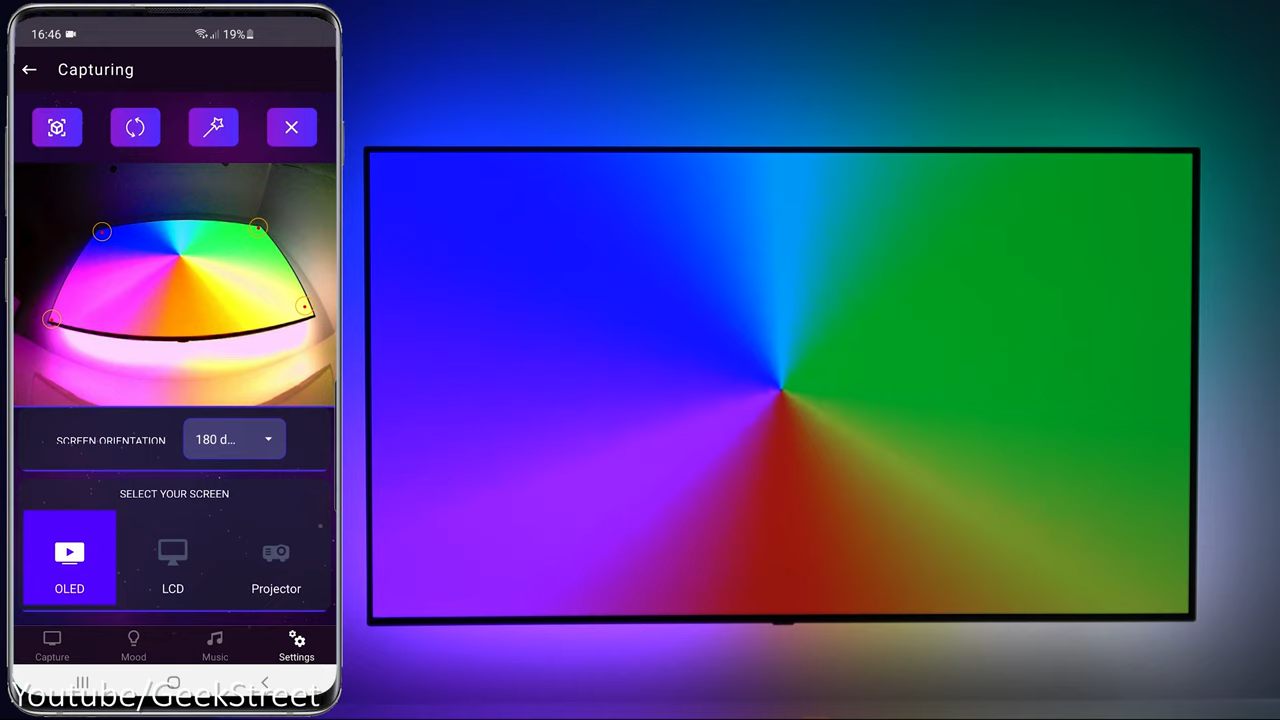 16:46
19%
Capturing
SCREEN ORIENTATION
180 d...
SELECT YOUR SCREEN
OLED
LCD
Projector
Capture
Mood
Music
Settings
Youtube/GeekStreet